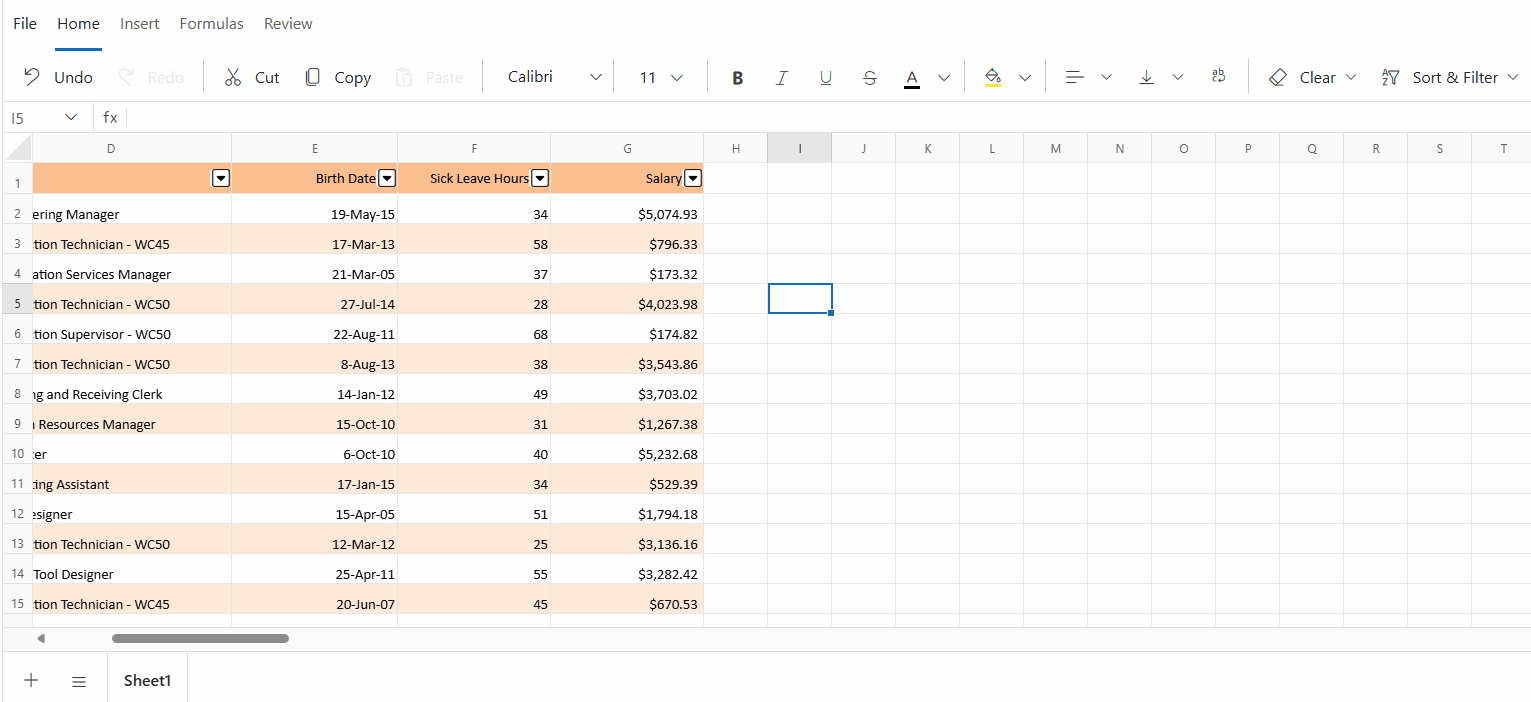 File Home Insert Formulas Review
Undo Redo Cut Copy Paste Calibri 11 B I U S A ab Clear AZ Sort & Filter
I5 fx
D E F G H I J K L M N O P Q R S T
1 Birth Date Sick Leave Hours Salary
2 ering Manager 19-May-15 34 $5,074.93
3 tion Technician - WC45 17-Mar-13 58 $796.33
4 ation Services Manager 21-Mar-05 37 $173.32
5 tion Technician - WC50 27-Jul-14 28 $4,023.98
6 tion Supervisor - WC50 22-Aug-11 68 $174.82
7 tion Technician - WC50 8-Aug-13 38 $3,543.86
8 ng and Receiving Clerk 14-Jan-12 49 $3,703.02
9 Resources Manager 15-Oct-10 31 $1,267.38
10 er 6-Oct-10 40 $5,232.68
11 ting Assistant 17-Jan-15 34 $529.39
12 esigner 15-Apr-05 51 $1,794.18
13 tion Technician - WC50 12-Mar-12 25 $3,136.16
14 Tool Designer 25-Apr-11 55 $3,282.42
15 tion Technician - WC45 20-Jun-07 45 $670.53
Sheet1